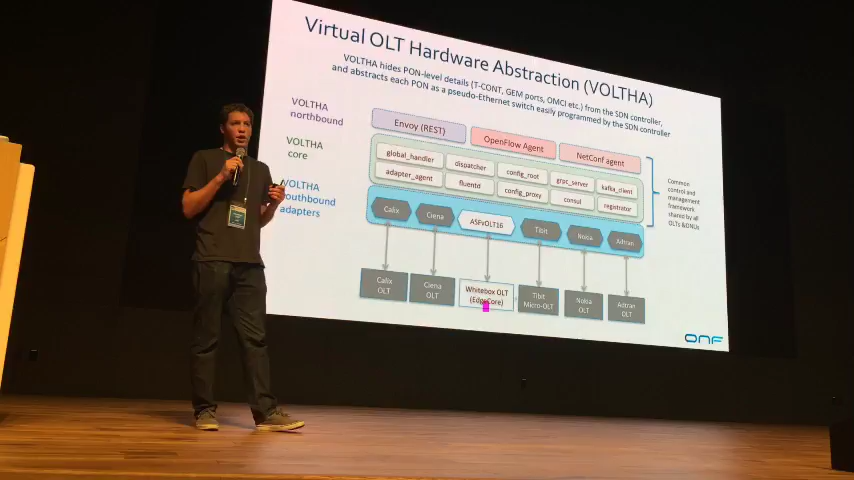 Virtual OLT Hardware Abstraction (VOLTHA)
VOLTHA hides PON-level details (T-CONT, GEM ports, OMCI etc.) from the SDN controller,
and abstracts each PON as a pseudo-Ethernet switch easily programmed by the SDN controller
VOLTHA
northbound
Envoy (REST)
OpenFlow Agent
NetConf agent
VOLTHA
core
global_handler
dispatcher
config_root
grpc_server
kafka_client
adapter_agent
fluentd
config_proxy
consul
registrator
Common
control and
management
framework
shared by all
OLTs &ONUs
VOLTHA
outhbound
adapters
Calix
Ciena
ASFvOLT16
Tibit
Nokia
Adtran
Calix
OLT
Ciena
OLT
Whitebox OLT
(EdgeCore)
Tibit
Micro-OLT
Nokia
OLT
Adtran
OLT
ONF